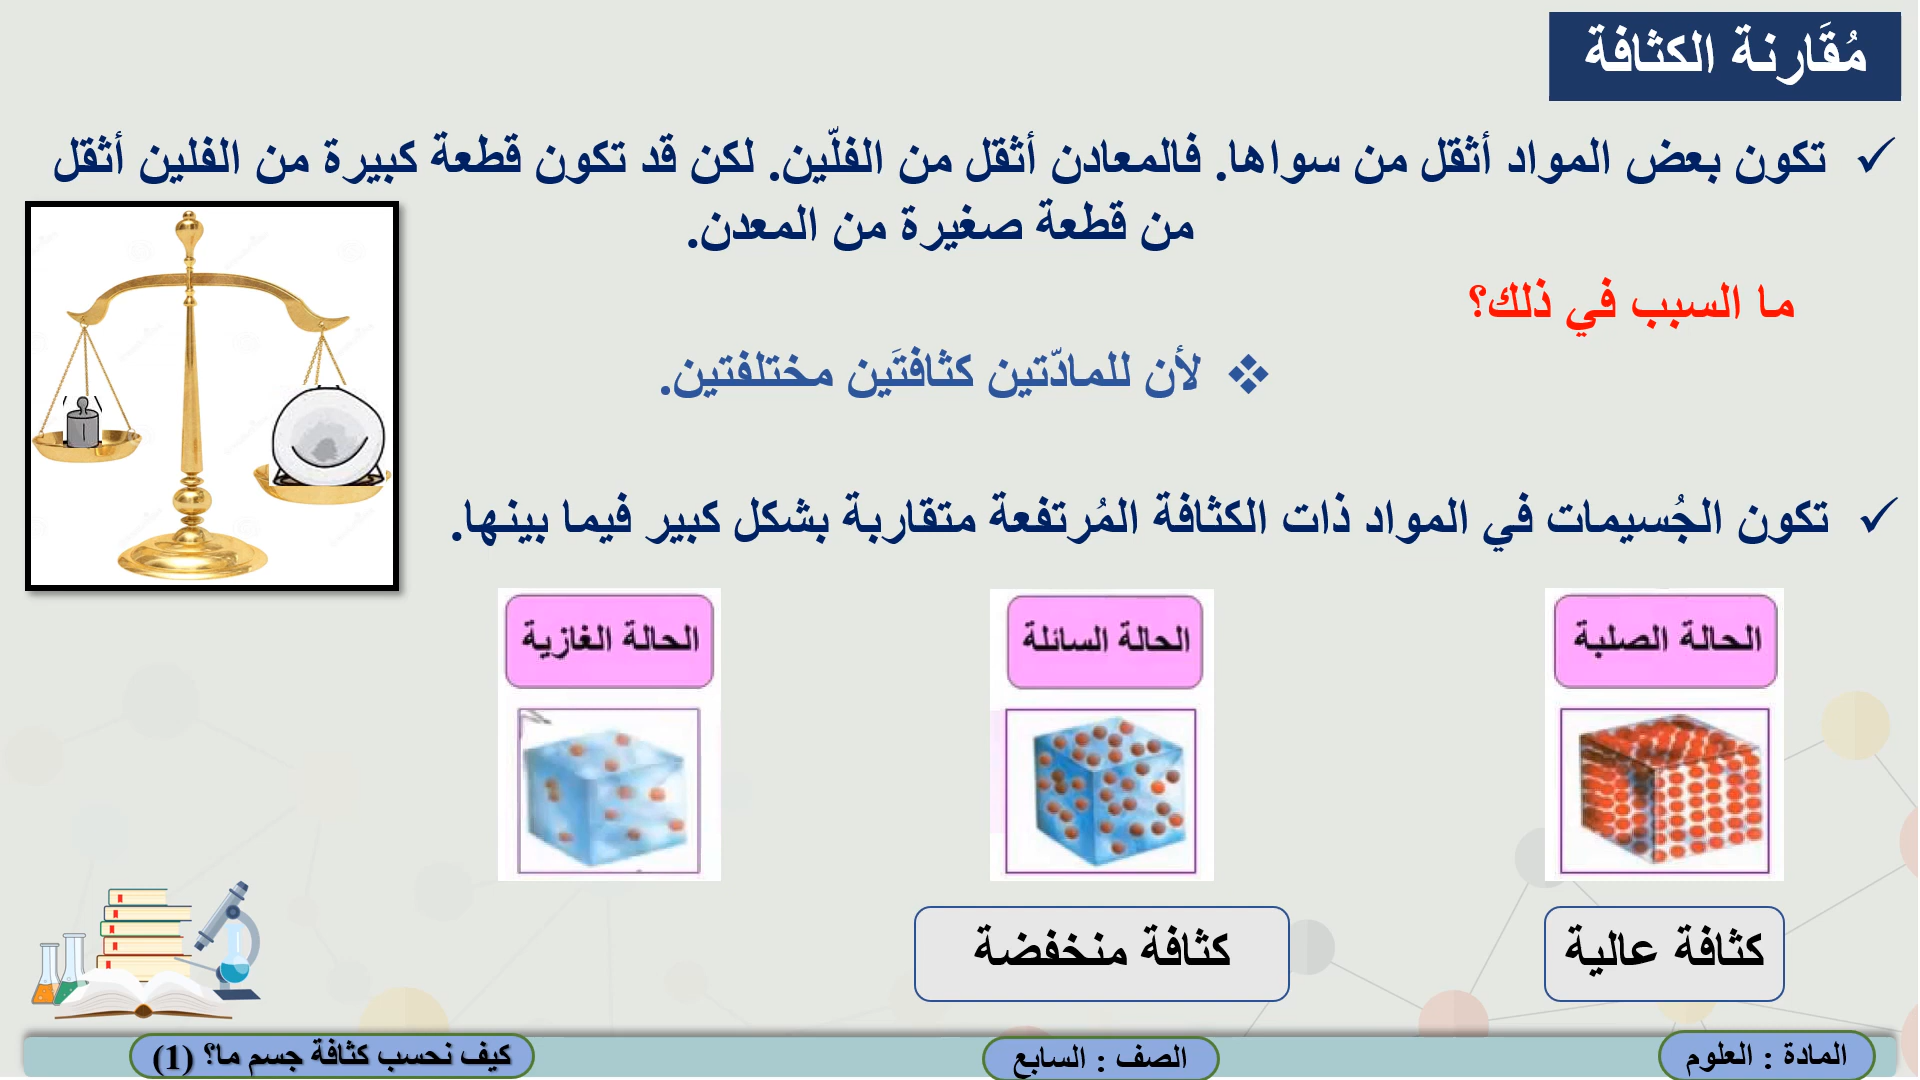 مُقَارنة الكثافة
✓ تكون بعض المواد أثقل من سواها. فالمعادن أثقل من الفلّين. لكن قد تكون قطعة كبيرة من الفلين أثقل
من قطعة صغيرة من المعدن.
ما السبب في ذلك؟
❖ لأن للمادّتين كثافتَين مختلفتين.
✓ تكون الجُسيمات في المواد ذات الكثافة المُرتفعة متقاربة بشكل كبير فيما بينها.
الحالة الصلبة
الحالة السائلة
الحالة الغازية
كثافة عالية
كثافة منخفضة
المادة : العلوم
الصف : السابع
كيف نحسب كثافة جسم ما؟ (1)